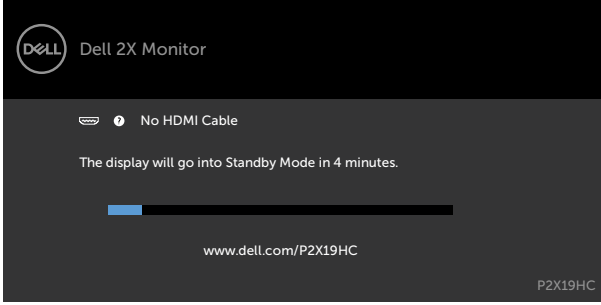 DELL
Dell 2X Monitor
? No HDMI Cable
The display will go into Standby Mode in 4 minutes.
www.dell.com/P2X19HC
P2X19HC